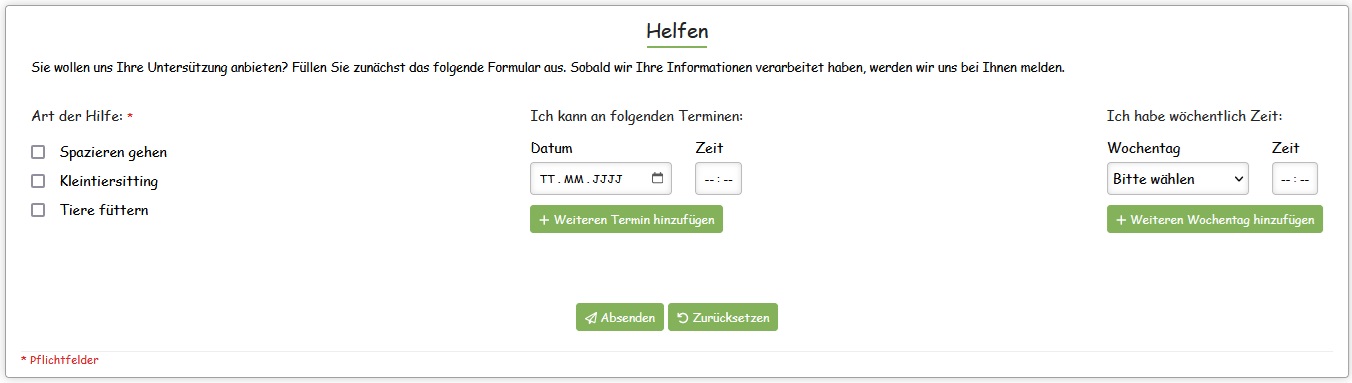 Helfen
Sie wollen uns Ihre Untersützung anbieten? Füllen Sie zunächst das folgende Formular aus. Sobald wir Ihre Informationen verarbeitet haben, werden wir uns bei Ihnen melden.
Art der Hilfe: *
Spazieren gehen
Kleintiersitting
Tiere füttern
Ich kann an folgenden Terminen:
Datum Zeit
TT.MM.JJJJ --:--
+ Weiteren Termin hinzufügen
Ich habe wöchentlich Zeit:
Wochentag Zeit
Bitte wählen --:--
+ Weiteren Wochentag hinzufügen
Absenden Zurücksetzen
* Pflichtfelder